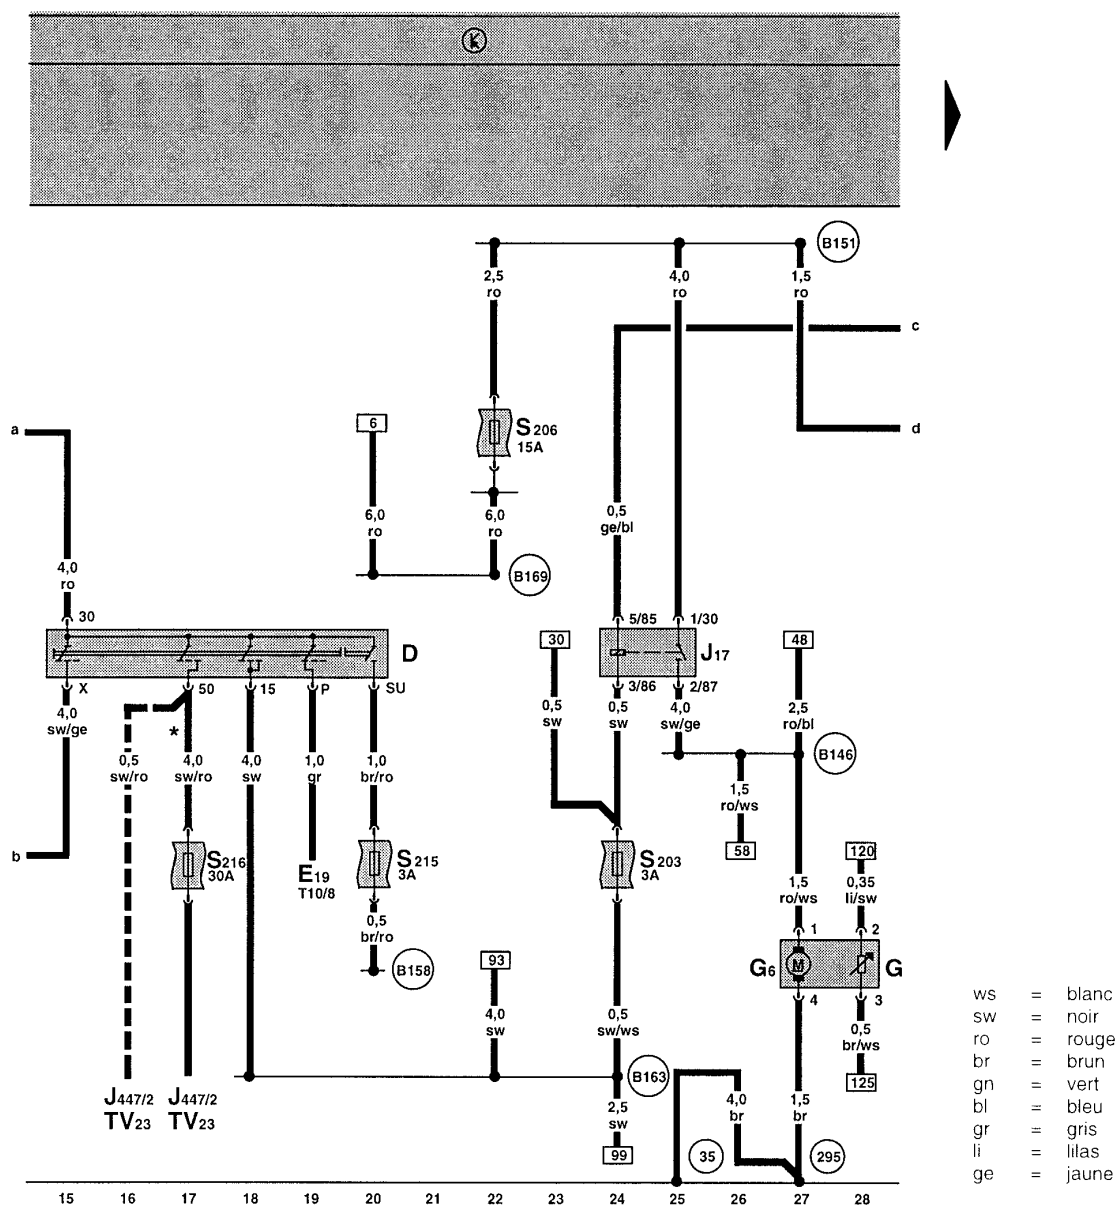 K
B151
2,5
ro
4,0
ro
1,5
ro
c
a
6
S206
15A
d
6,0
ro
6,0
ro
0,5
ge/bl
4,0
ro
B169
30
5/85
1/30
D
30
J17
48
X
50
15
P
SU
3/86
2/87
4,0
sw/ge
0,5
sw
0,5
sw
4,0
sw/ge
2,5
ro/bl
*
0,5
sw/ro
4,0
sw/ro
4,0
sw
1,0
gr
1,0
br/ro
B146
1,5
ro/ws
b
S216
30A
E19
T10/8
S215
3A
S203
3A
58
120
1,5
ro/ws
0,35
li/sw
0,5
br/ro
1
2
B158
93
G6
M
G
4
3
4,0
sw
0,5
sw/ws
0,5
br/ws
B163
125
J447/2
TV23
J447/2
TV23
2,5
sw
4,0
br
1,5
br
99
35
295
15
16
17
18
19
20
21
22
23
24
25
26
27
28
ws = blanc
sw = noir
ro = rouge
br = brun
gn = vert
bl = bleu
gr = gris
li = lilas
ge = jaune